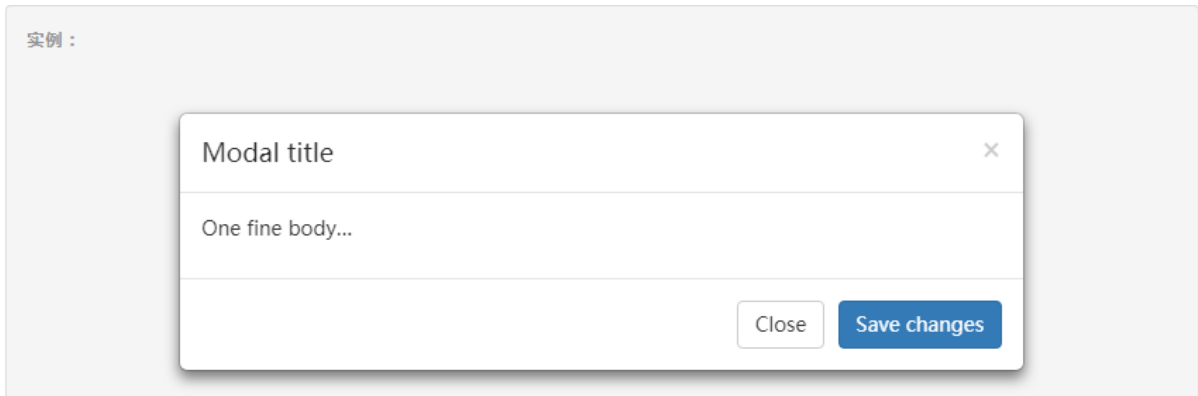 实例：
Modal title ×
One fine body...
Close Save changes